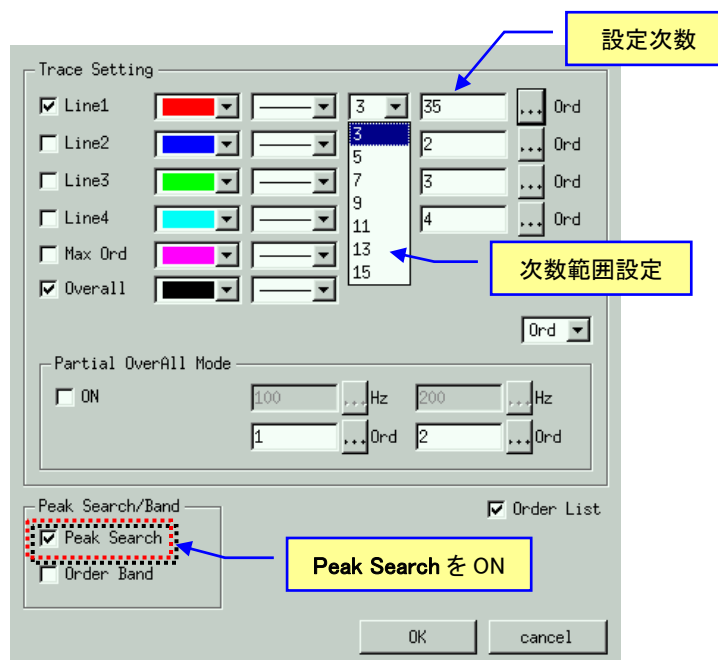 設定次数
Trace Setting
Line1 3 35 ... Ord
Line2 2 ... Ord
Line3 3 ... Ord
Line4 4 ... Ord
3
5
7
9
11
13
15
Max Ord
次数範囲設定
Overall
Ord
Partial OverAll Mode
ON 100 ... Hz 200 ... Hz
1 ... Ord 2 ... Ord
Peak Search/Band
Order List
Peak Search
Peak Search を ON
Order Band
OK cancel